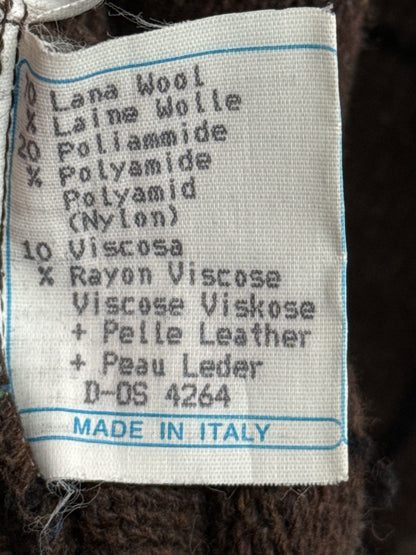 70 Lana Wool
% Laine Wolle
20 Poliammide
% Polyamide
Polyamid
(Nylon)
10 Viscosa
% Rayon Viscose
Viscose Viskose
+ Pelle Leather
+ Peau Leder
D-OS 4264
MADE IN ITALY